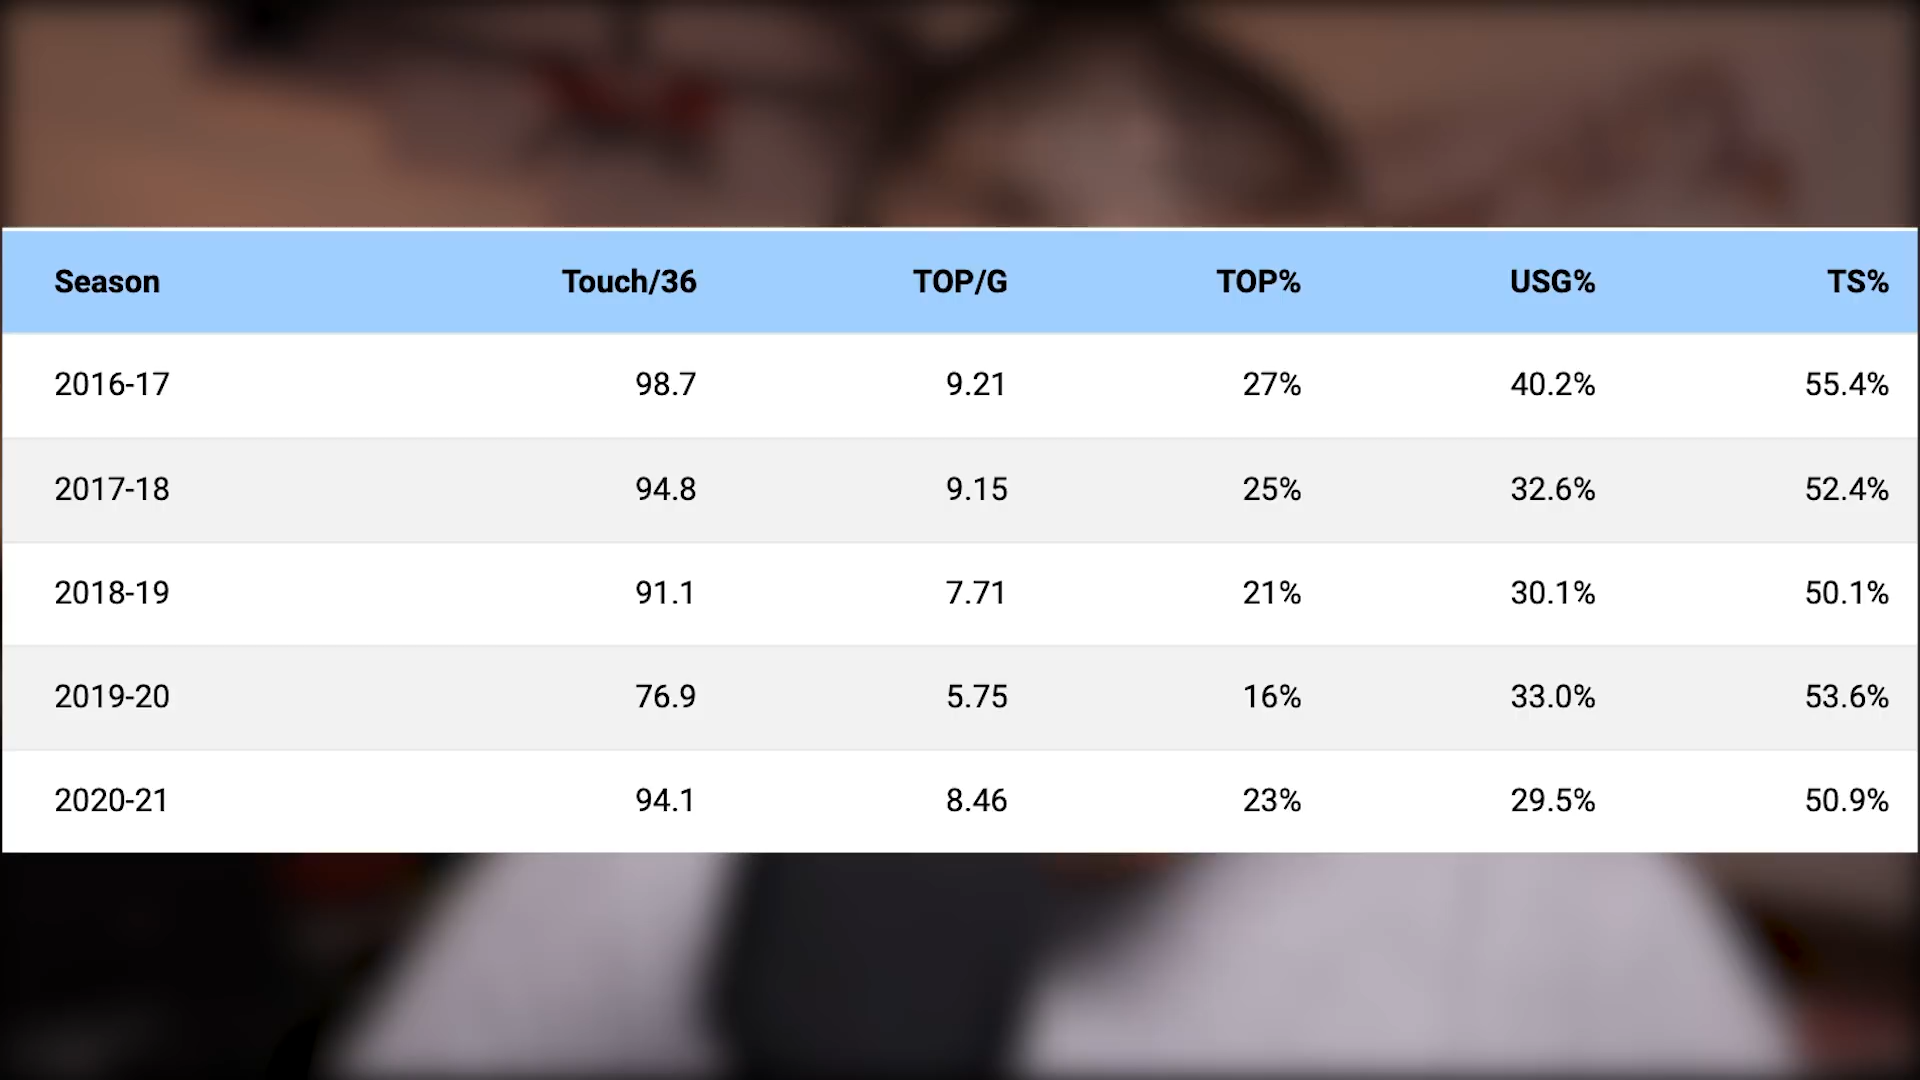 Season Touch/36 TOP/G TOP% USG% TS%
2016-17 98.7 9.21 27% 40.2% 55.4%
2017-18 94.8 9.15 25% 32.6% 52.4%
2018-19 91.1 7.71 21% 30.1% 50.1%
2019-20 76.9 5.75 16% 33.0% 53.6%
2020-21 94.1 8.46 23% 29.5% 50.9%